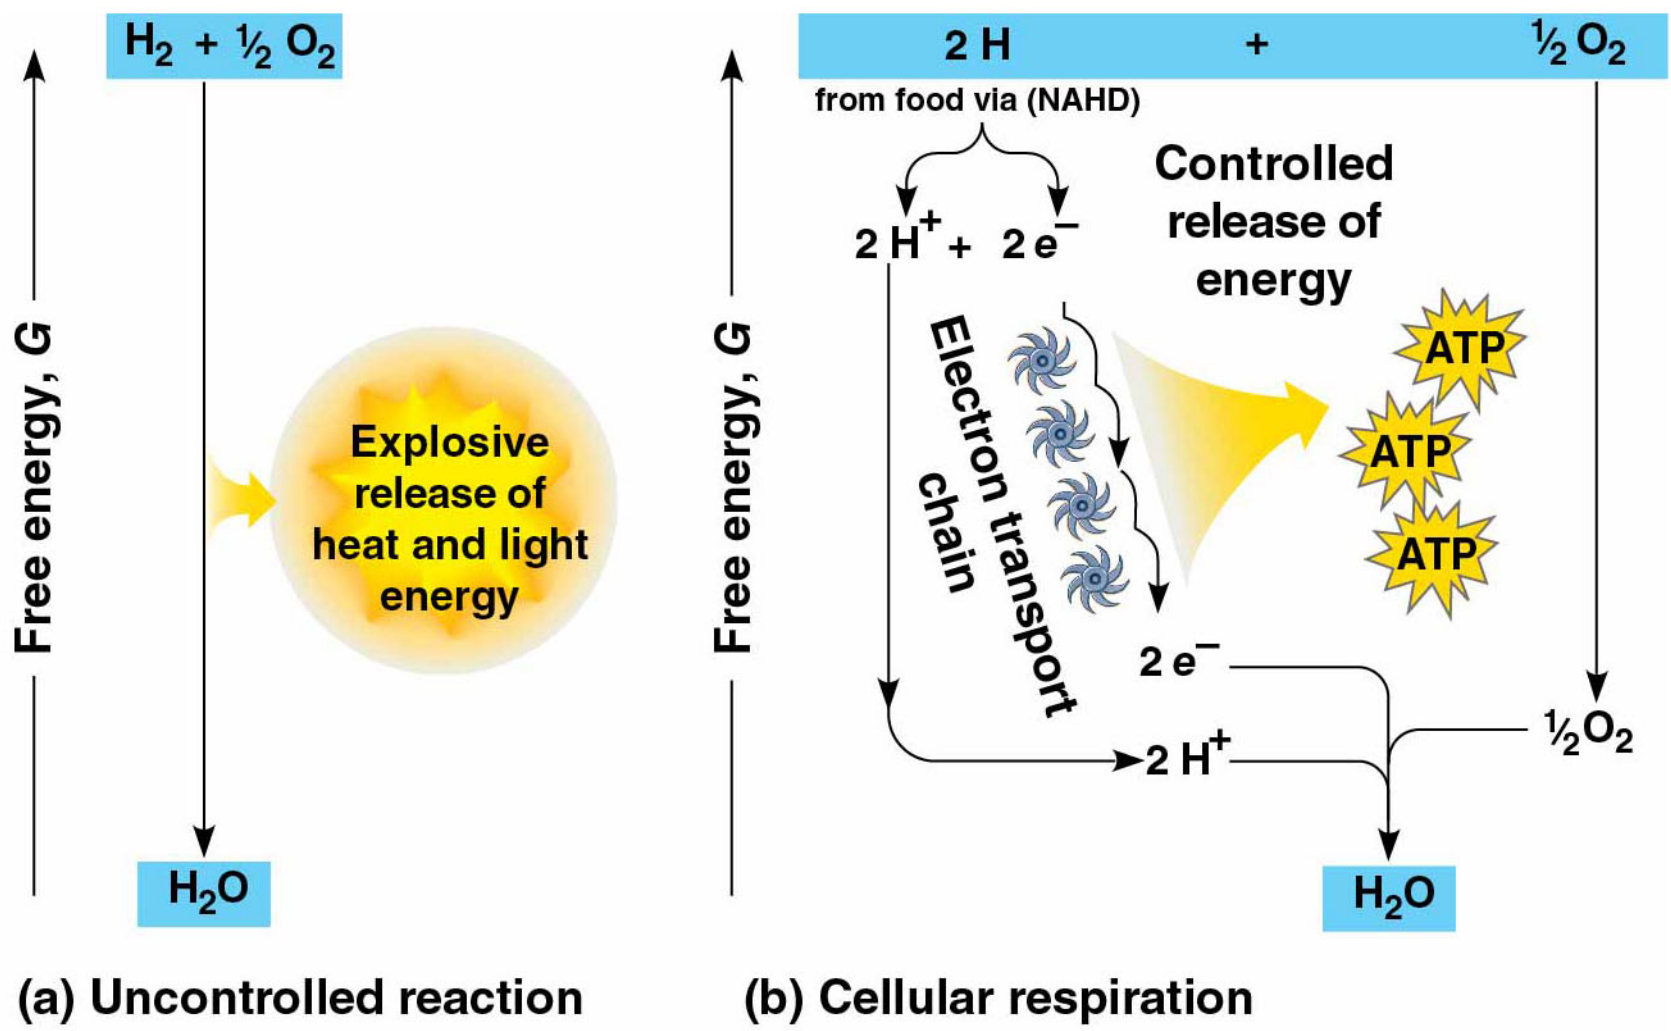 H₂ + ½ O₂
Free energy, G
Explosive
release of
heat and light
energy
H₂O
(a) Uncontrolled reaction
2 H + ½ O₂
from food via (NAHD)
2 H⁺ + 2 e⁻
Controlled
release of
energy
Free energy, G
Electron transport
chain
ATP
ATP
ATP
2 e⁻
½O₂
2 H⁺
H₂O
(b) Cellular respiration